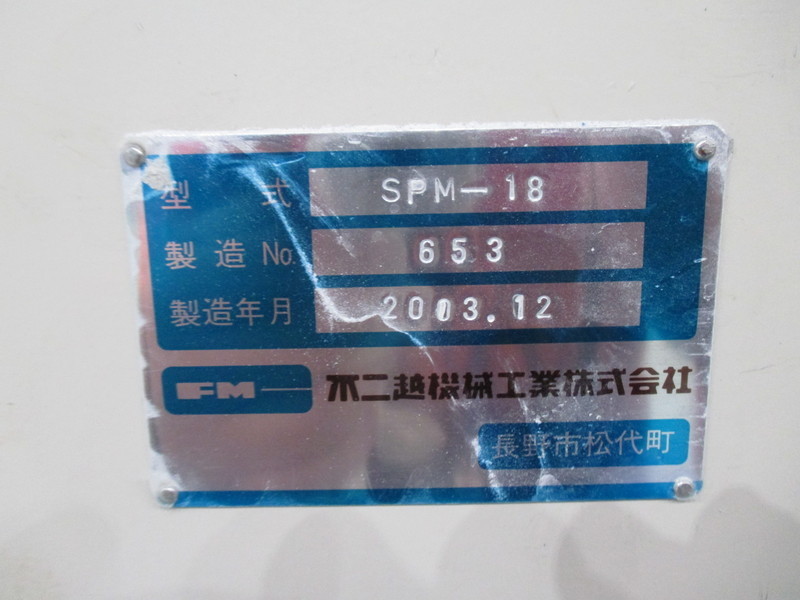 型式 SPM-18
製造No 653
製造年月 2003.12
FM 不二越機械工業株式会社
長野市松代町